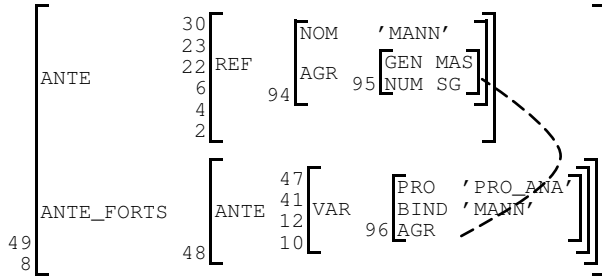 30 NOM 'MANN'
23
22 REF GEN MAS
ANTE 6 AGR 95 NUM SG
4 94
2
47 PRO 'PRO_ANA'
ANTE_FORTS ANTE 41 VAR BIND 'MANN'
12 96 AGR
49 48 10
8